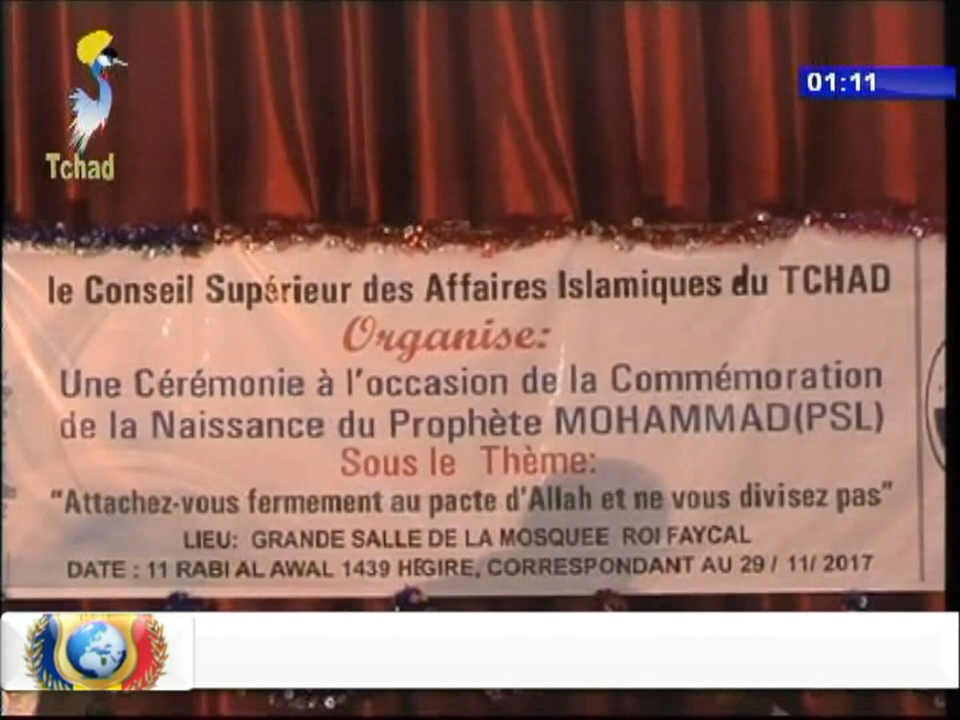 Tchad
01:11
le Conseil Supérieur des Affaires Islamiques du TCHAD
Organise:
Une Cérémonie à l'occasion de la Commémoration
de la Naissance du Prophète MOHAMMAD(PSL)
Sous le Thème:
"Attachez-vous fermement au pacte d'Allah et ne vous divisez pas"
LIEU: GRANDE SALLE DE LA MOSQUEE ROI FAYCAL
DATE : 11 RABI AL AWAL 1439 HEGIRE, CORRESPONDANT AU 29 / 11/ 2017